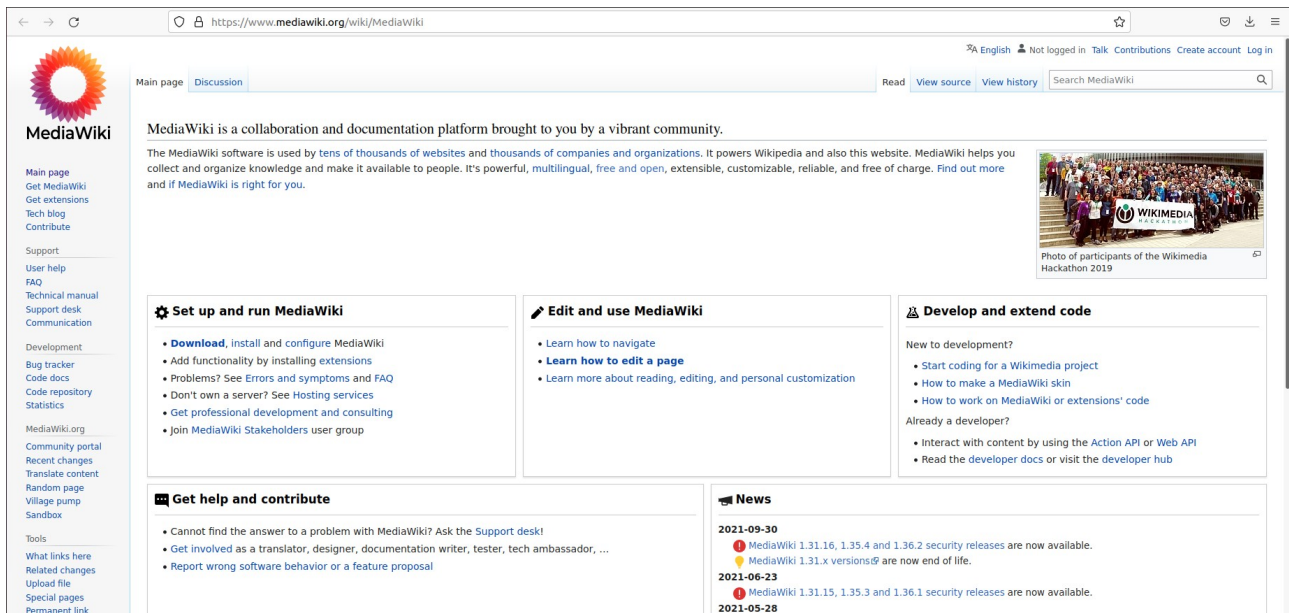 https://www.mediawiki.org/wiki/MediaWiki
English Not logged in Talk Contributions Create account Log in
Main page Discussion
Read View source View history Search MediaWiki
MediaWiki
Main page
Get MediaWiki
Get extensions
Tech blog
Contribute
Support
User help
FAQ
Technical manual
Support desk
Communication
Development
Bug tracker
Code docs
Code repository
Statistics
MediaWiki.org
Community portal
Recent changes
Translate content
Random page
Village pump
Sandbox
Tools
What links here
Related changes
Upload file
Special pages
Permanent link
MediaWiki is a collaboration and documentation platform brought to you by a vibrant community.
The MediaWiki software is used by tens of thousands of websites and thousands of companies and organizations. It powers Wikipedia and also this website. MediaWiki helps you
collect and organize knowledge and make it available to people. It's powerful, multilingual, free and open, extensible, customizable, reliable, and free of charge. Find out more
and if MediaWiki is right for you.
WIKIMEDIA
HACKATHON
Photo of participants of the Wikimedia
Hackathon 2019
Set up and run MediaWiki
• Download, install and configure MediaWiki
• Add functionality by installing extensions
• Problems? See Errors and symptoms and FAQ
• Don't own a server? See Hosting services
• Get professional development and consulting
• Join MediaWiki Stakeholders user group
Edit and use MediaWiki
• Learn how to navigate
• Learn how to edit a page
• Learn more about reading, editing, and personal customization
Develop and extend code
New to development?
• Start coding for a Wikimedia project
• How to make a MediaWiki skin
• How to work on MediaWiki or extensions' code
Already a developer?
• Interact with content by using the Action API or Web API
• Read the developer docs or visit the developer hub
Get help and contribute
• Cannot find the answer to a problem with MediaWiki? Ask the Support desk!
• Get involved as a translator, designer, documentation writer, tester, tech ambassador, …
• Report wrong software behavior or a feature proposal
News
2021-09-30
MediaWiki 1.31.16, 1.35.4 and 1.36.2 security releases are now available.
MediaWiki 1.31.x versions are now end of life.
2021-06-23
MediaWiki 1.31.15, 1.35.3 and 1.36.1 security releases are now available.
2021-05-28